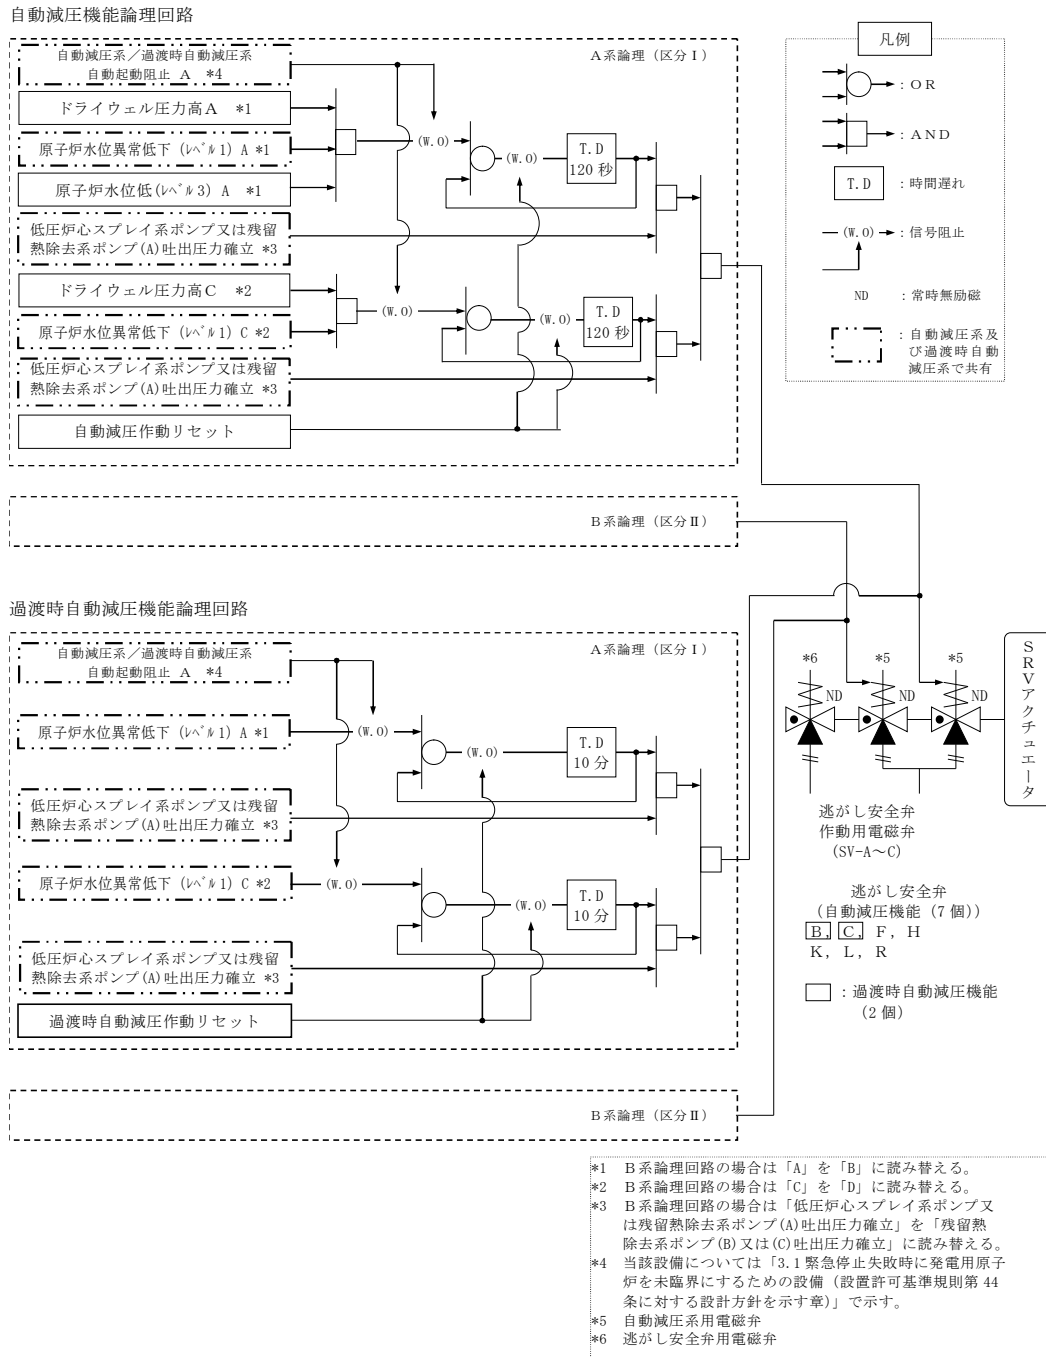 自動減圧機能論理回路
A系論理（区分Ⅰ）
自動減圧系／過渡時自動減圧系
自動起動阻止 A *4
ドライウェル圧力高A *1
原子炉水位異常低下（ﾚﾍﾞﾙ1）A *1
原子炉水位低(ﾚﾍﾞﾙ3) A *1
低圧炉心スプレイ系ポンプ又は残留
熱除去系ポンプ(A)吐出圧力確立 *3
ドライウェル圧力高C *2
原子炉水位異常低下（ﾚﾍﾞﾙ1）C *2
低圧炉心スプレイ系ポンプ又は残留
熱除去系ポンプ(A)吐出圧力確立 *3
自動減圧作動リセット
(W.O)
(W.O)
T.D
120秒
(W.O)
(W.O)
T.D
120秒
凡例
：OR
：AND
T.D ：時間遅れ
(W.O) ：信号阻止
ND ：常時無励磁
：自動減圧系及
び過渡時自動
減圧系で共有
B系論理（区分Ⅱ）
過渡時自動減圧機能論理回路
A系論理（区分Ⅰ）
自動減圧系／過渡時自動減圧系
自動起動阻止 A *4
原子炉水位異常低下（ﾚﾍﾞﾙ1）A *1
低圧炉心スプレイ系ポンプ又は残留
熱除去系ポンプ(A)吐出圧力確立 *3
原子炉水位異常低下（ﾚﾍﾞﾙ1）C *2
低圧炉心スプレイ系ポンプ又は残留
熱除去系ポンプ(A)吐出圧力確立 *3
過渡時自動減圧作動リセット
(W.O)
(W.O)
T.D
10分
(W.O)
(W.O)
T.D
10分
B系論理（区分Ⅱ）
*6 *5 *5
ND ND ND
SRVアクチュエータ
逃がし安全弁
作動用電磁弁
(SV-A～C)
逃がし安全弁
（自動減圧機能（7個））
B, C, F, H
K, L, R
：過渡時自動減圧機能
（2個）
*1 B系論理回路の場合は「A」を「B」に読み替える。
*2 B系論理回路の場合は「C」を「D」に読み替える。
*3 B系論理回路の場合は「低圧炉心スプレイ系ポンプ又
は残留熱除去系ポンプ(A)吐出圧力確立」を「残留熱
除去系ポンプ(B)又は(C)吐出圧力確立」に読み替える。
*4 当該設備については「3.1 緊急停止失敗時に発電用原子
炉を未臨界にするための設備（設置許可基準規則第44
条に対する設計方針を示す章）」で示す。
*5 自動減圧系用電磁弁
*6 逃がし安全弁用電磁弁